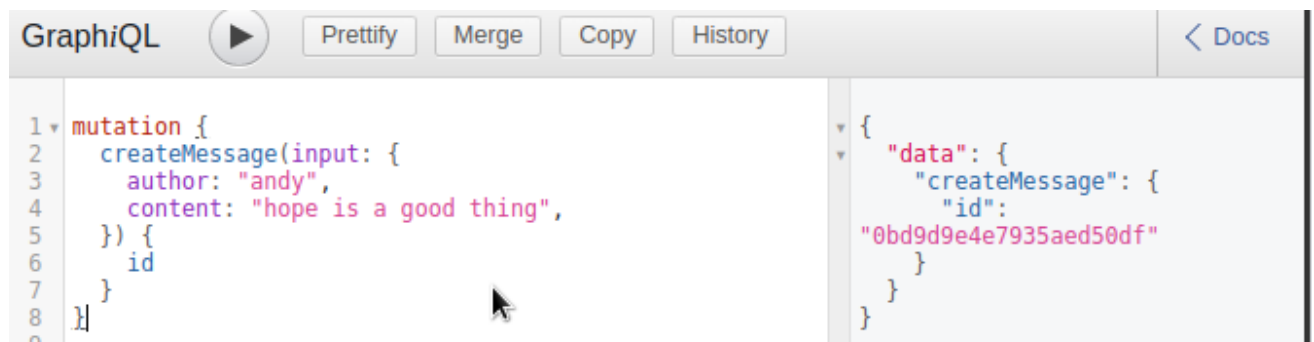 GraphiQL Prettify Merge Copy History < Docs
1 mutation {
2 createMessage(input: {
3 author: "andy",
4 content: "hope is a good thing",
5 }) {
6 id
7 }
8 }
{
"data": {
"createMessage": {
"id":
"0bd9d9e4e7935aed50df"
}
}
}